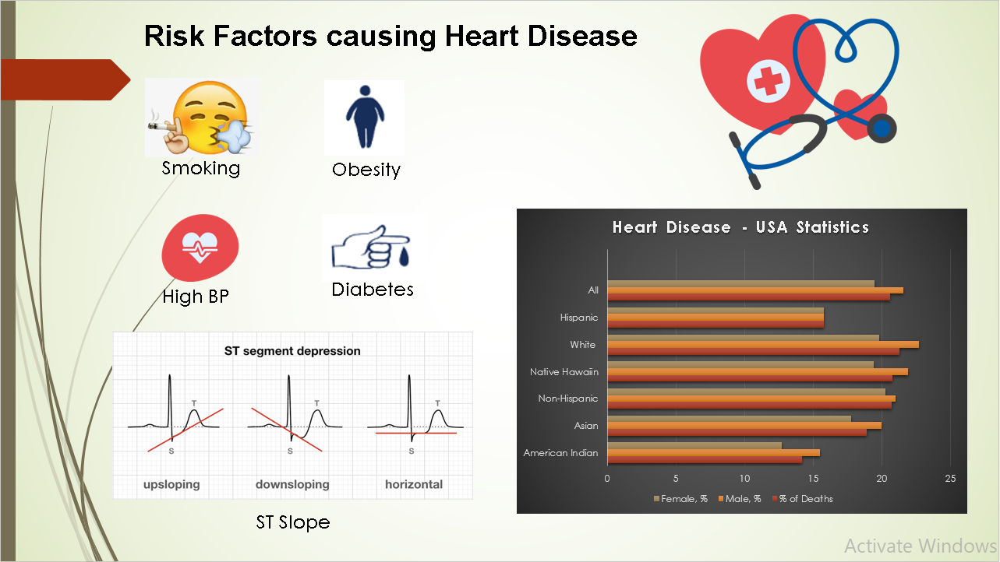 Risk Factors causing Heart Disease
Smoking
Obesity
High BP
Diabetes
ST segment depression
T
T
T
S
S
S
upsloping
downsloping
horizontal
ST Slope
Heart Disease - USA Statistics
All
Hispanic
White
Native Hawaiin
Non-Hispanic
Asian
American Indian
0 5 10 15 20 25
Female, % Male, % % of Deaths
Activate Windows